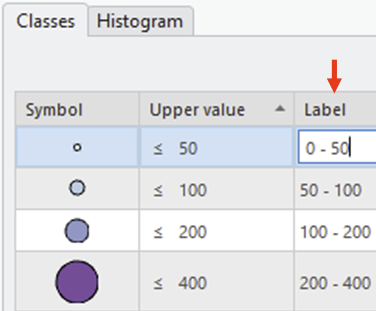 Classes Histogram
Symbol Upper value Label
≤ 50 0 - 50
≤ 100 50 - 100
≤ 200 100 - 200
≤ 400 200 - 400